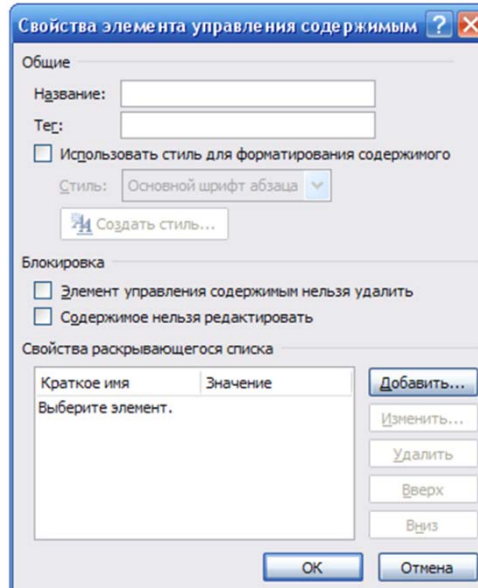 Свойства элемента управления содержимым
Общие
Название:
Тег:
Использовать стиль для форматирования содержимого
Стиль: Основной шрифт абзаца
Создать стиль...
Блокировка
Элемент управления содержимым нельзя удалить
Содержимое нельзя редактировать
Свойства раскрывающегося списка
Краткое имя Значение
Выберите элемент.
Добавить...
Изменить...
Удалить
Вверх
Вниз
ОК Отмена